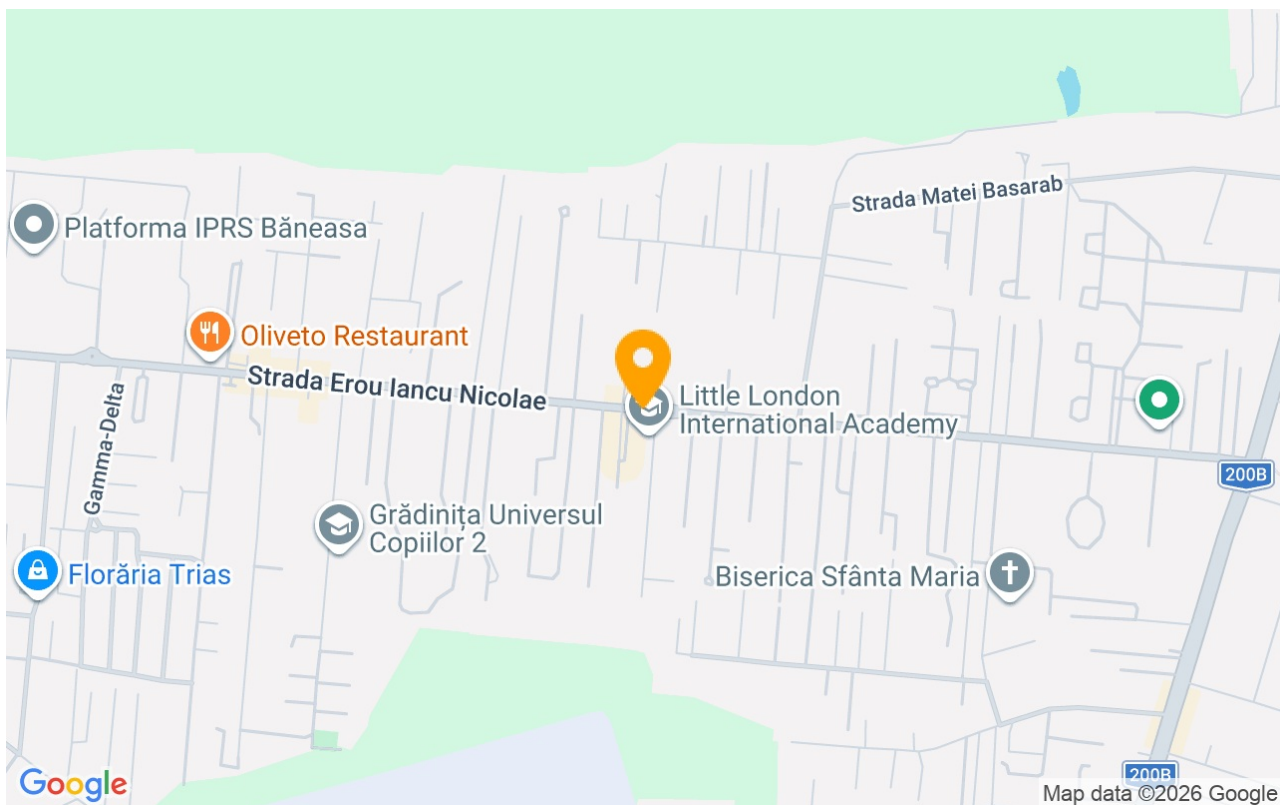 Strada Matei Basarab
Platforma IPRS Băneasa
Oliveto Restaurant
Strada Erou Iancu Nicolae
Little London
International Academy
Gamma-Delta
200B
Grădinița Universul
Copiilor 2
Florăria Trias
Biserica Sfânta Maria
200B
Google
Map data ©2026 Google